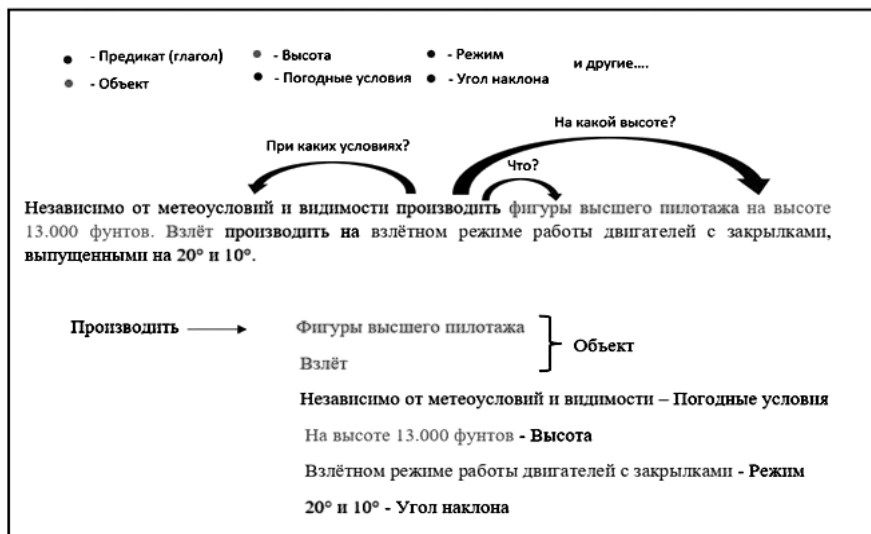 - Предикат (глагол) - Высота - Режим и другие....
- Объект - Погодные условия - Угол наклона
На какой высоте?
При каких условиях?
Что?
Независимо от метеоусловий и видимости производить фигуры высшего пилотажа на высоте
13.000 фунтов. Взлёт производить на взлётном режиме работы двигателей с закрылками,
выпущенными на 20° и 10°.
Производить
Фигуры высшего пилотажа
Объект
Взлёт
Независимо от метеоусловий и видимости – Погодные условия
На высоте 13.000 фунтов - Высота
Взлётном режиме работы двигателей с закрылками - Режим
20° и 10° - Угол наклона